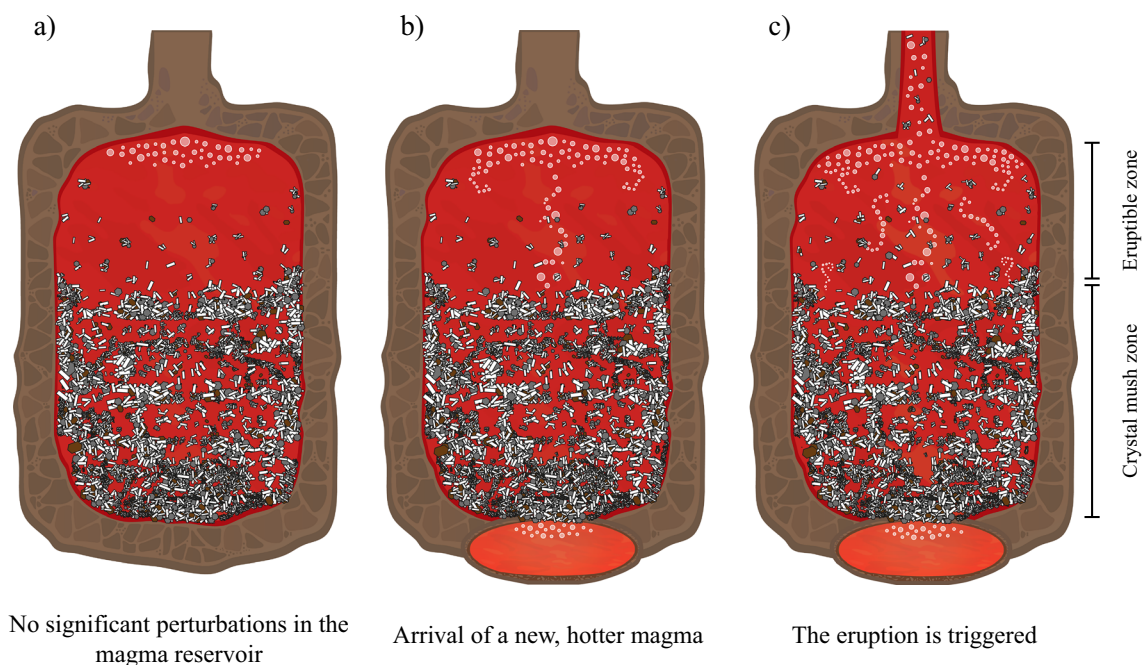 a)
b)
c)
Eruptible zone
Crystal mush zone
No significant perturbations in the
magma reservoir
Arrival of a new, hotter magma
The eruption is triggered